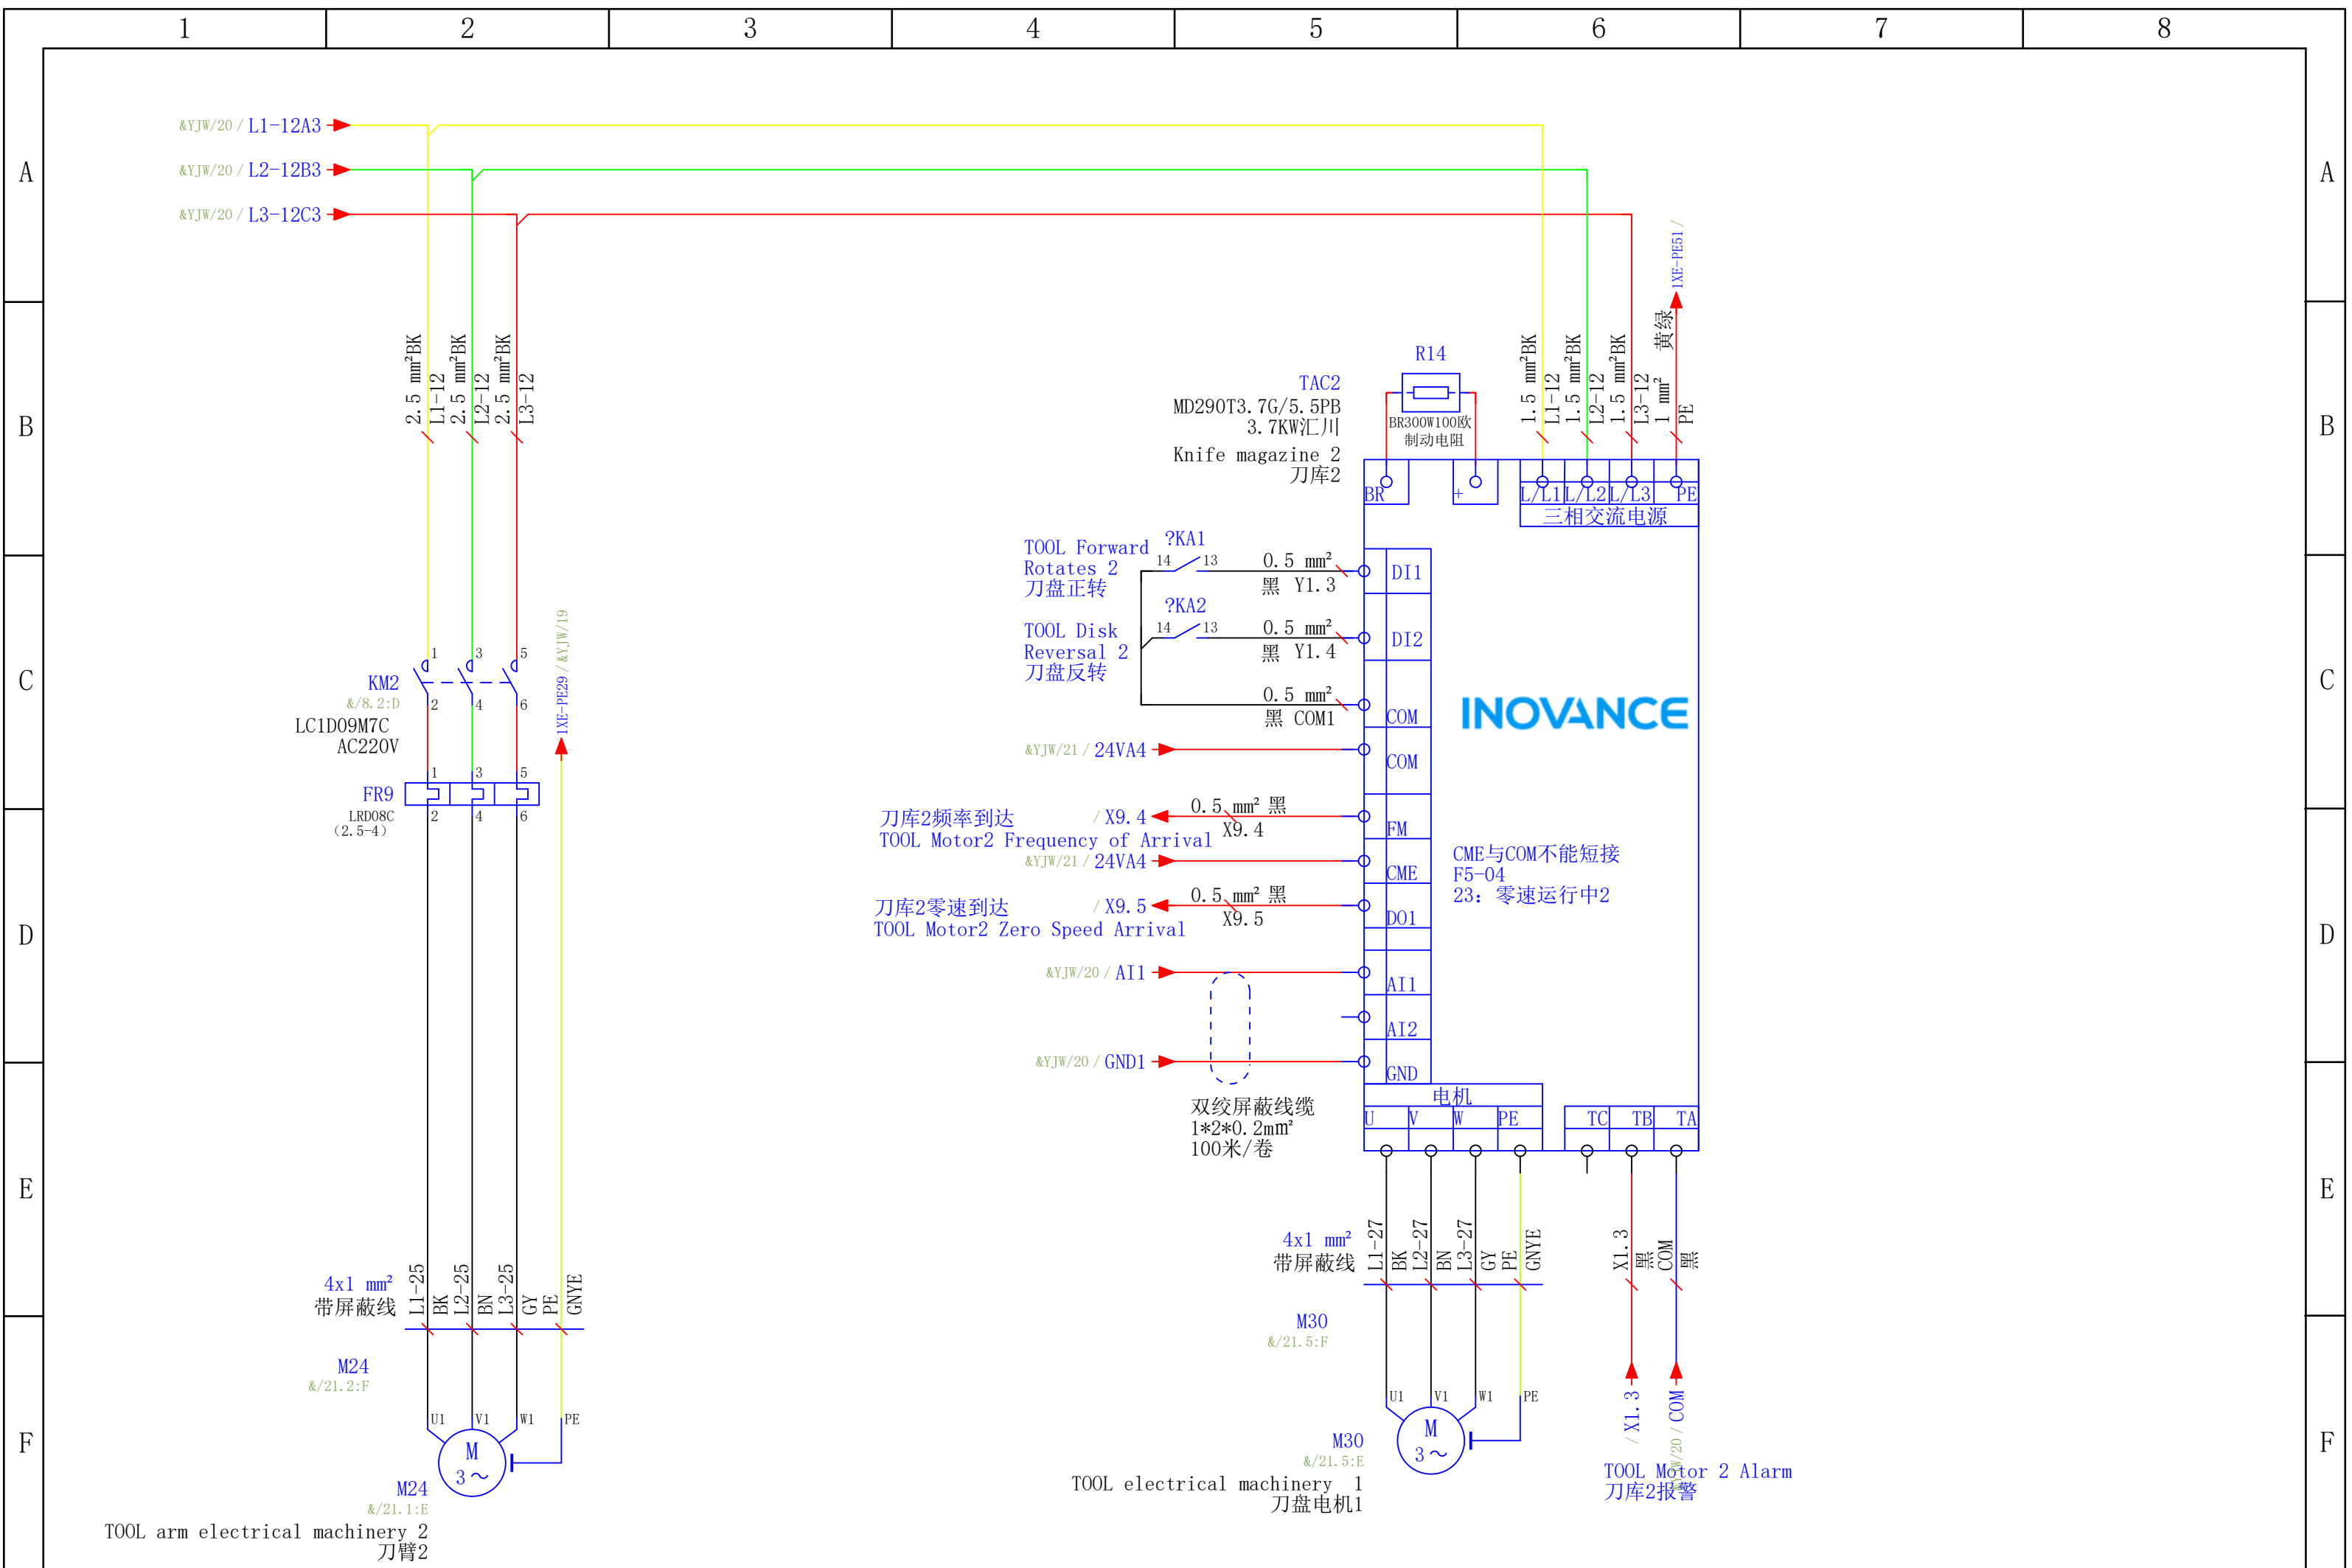 1
2
3
4
5
6
7
8
A
A
B
B
C
C
D
D
E
E
F
F
&YJW/20 / L1-12A3
&YJW/20 / L2-12B3
&YJW/20 / L3-12C3
2.5 mm²BK
L1-12
2.5 mm²BK
L2-12
2.5 mm²BK
L3-12
KM2
&/8.2:D
LC1D09M7C
AC220V
1
3
5
2
4
6
1XE-PE29 / &YJW/19
FR9
LRD08C
(2.5-4)
1
3
5
2
4
6
4x1 mm²
带屏蔽线
L1-25
BK
L2-25
BN
L3-25
GY
PE
GNYE
M24
&/21.2:F
U1
V1
W1
PE
M
3~
M24
&/21.1:E
TOOL arm electrical machinery 2
刀臂2
1XE-PE51 /
黄绿
1 mm²
PE
1.5 mm²BK
L1-12
1.5 mm²BK
L2-12
1.5 mm²BK
L3-12
R14
BR300W100欧
制动电阻
TAC2
MD290T3.7G/5.5PB
3.7KW汇川
Knife magazine 2
刀库2
BR
+
L/L1
L/L2
L/L3
PE
三相交流电源
TOOL Forward
Rotates 2
刀盘正转
?KA1
14
13
0.5 mm²
黑 Y1.3
DI1
TOOL Disk
Reversal 2
刀盘反转
?KA2
14
13
0.5 mm²
黑 Y1.4
DI2
0.5 mm²
黑 COM1
COM
INOVANCE
&YJW/21 / 24VA4
COM
刀库2频率到达
TOOL Motor2 Frequency of Arrival
/ X9.4
0.5 mm² 黑
X9.4
FM
&YJW/21 / 24VA4
CME
CME与COM不能短接
F5-04
23：零速运行中2
刀库2零速到达
TOOL Motor2 Zero Speed Arrival
/ X9.5
0.5 mm² 黑
X9.5
DO1
&YJW/20 / AI1
AI1
AI2
&YJW/20 / GND1
GND
双绞屏蔽线缆
1*2*0.2mm²
100米/卷
电机
U
V
W
PE
TC
TB
TA
4x1 mm²
带屏蔽线
L1-27
BK
L2-27
BN
L3-27
GY
PE
GNYE
X1.3
黑
COM
黑
M30
&/21.5:F
U1
V1
W1
PE
M
3~
M30
&/21.5:E
TOOL electrical machinery 1
刀盘电机1
/ X1.3
&YJW/20 / COM
TOOL Motor 2 Alarm
刀库2报警